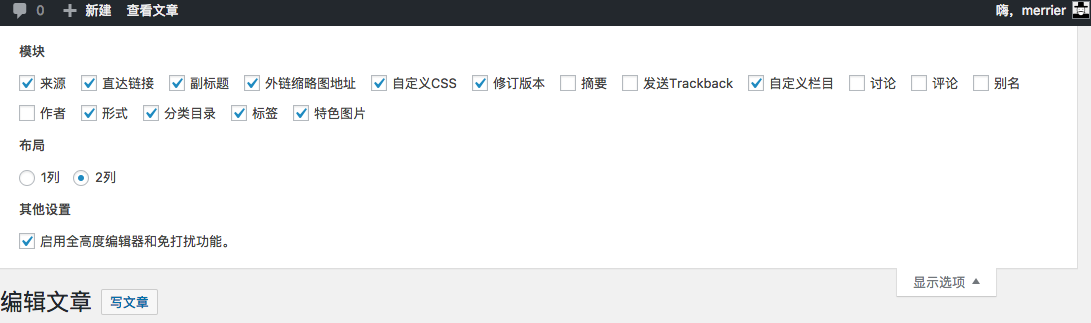 0 新建 查看文章 嗨，merrier
模块
来源 直达链接 副标题 外链缩略图地址 自定义CSS 修订版本 摘要 发送Trackback 自定义栏目 讨论 评论 别名
作者 形式 分类目录 标签 特色图片
布局
1列 2列
其他设置
启用全高度编辑器和免打扰功能。
显示选项
编辑文章 写文章